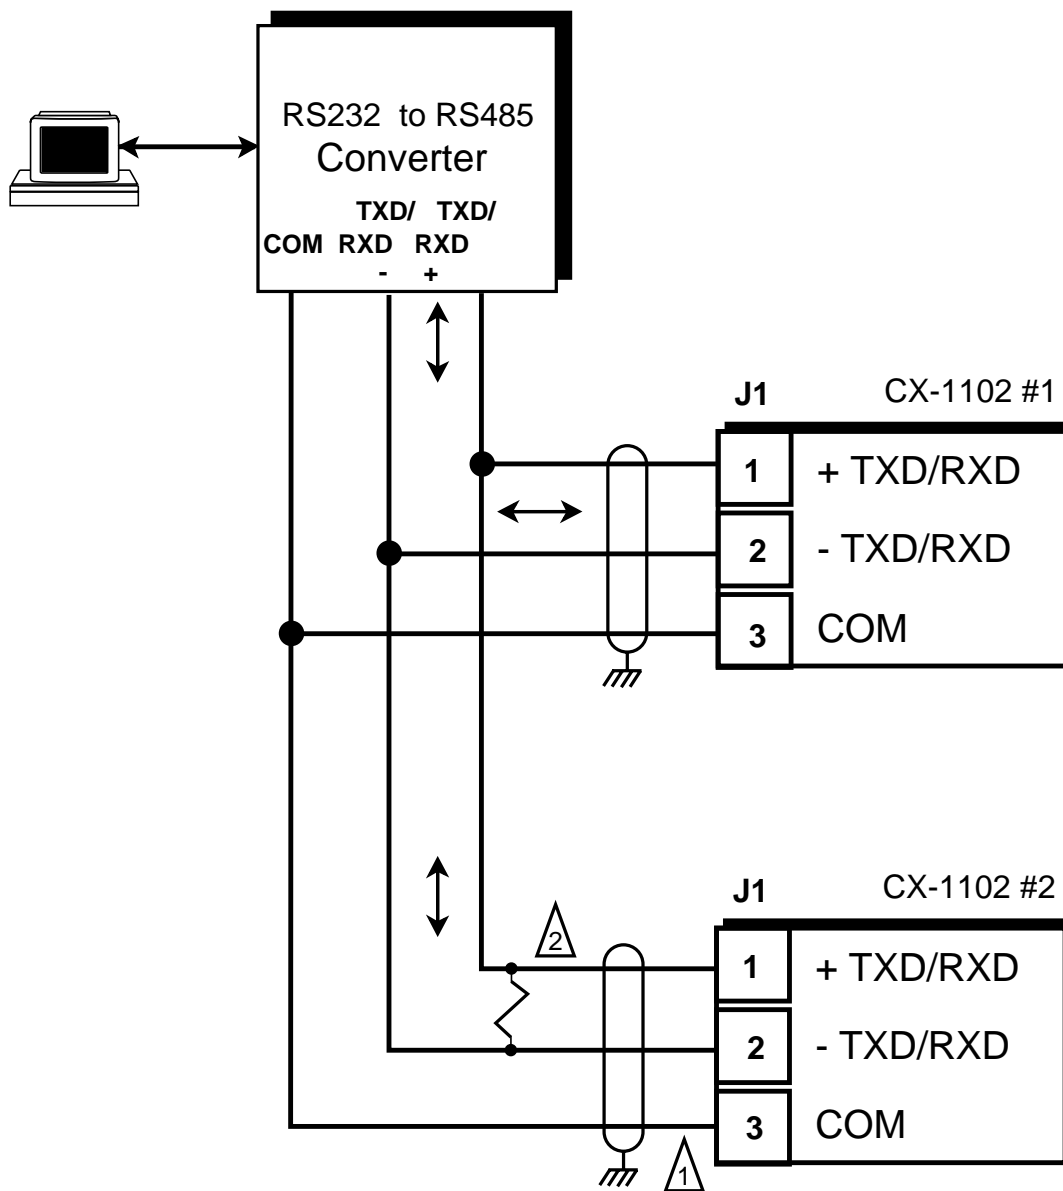 RS232 to RS485
Converter
TXD/ TXD/
COM RXD RXD
- +
J1 CX-1102 #1
1 + TXD/RXD
2 - TXD/RXD
3 COM
J1 CX-1102 #2
2
1 + TXD/RXD
2 - TXD/RXD
3 COM
1